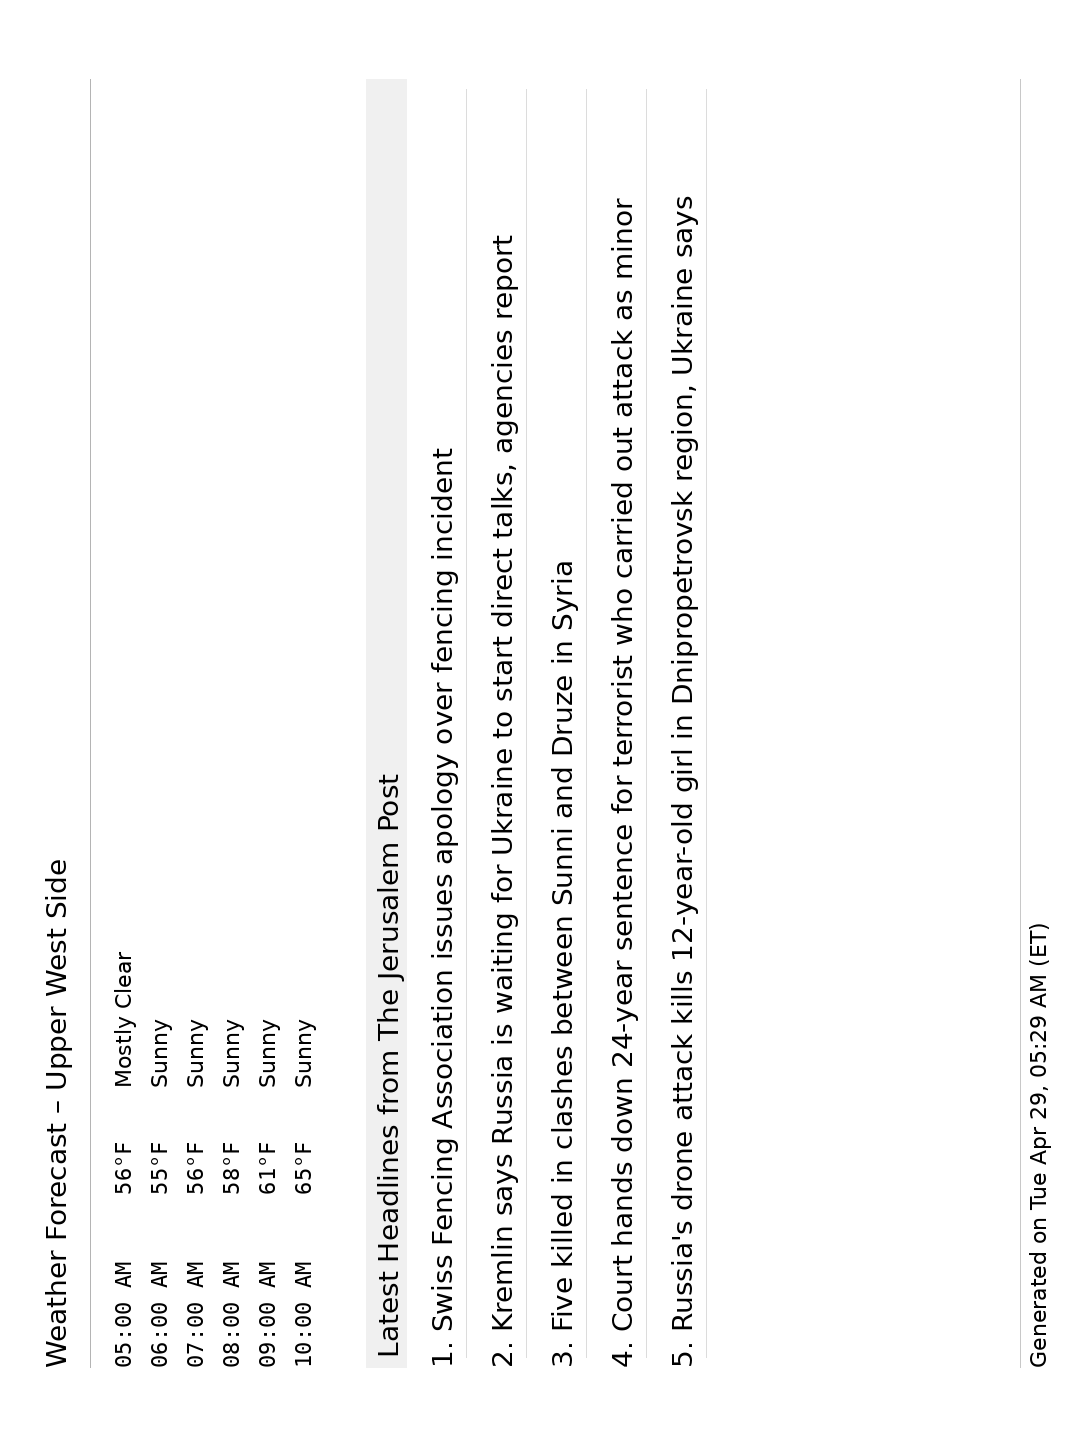 Weather Forecast – Upper West Side
05:00 AM 56°F Mostly Clear
06:00 AM 55°F Sunny
07:00 AM 56°F Sunny
08:00 AM 58°F Sunny
09:00 AM 61°F Sunny
10:00 AM 65°F Sunny
Latest Headlines from The Jerusalem Post
1. Swiss Fencing Association issues apology over fencing incident
2. Kremlin says Russia is waiting for Ukraine to start direct talks, agencies report
3. Five killed in clashes between Sunni and Druze in Syria
4. Court hands down 24-year sentence for terrorist who carried out attack as minor
5. Russia's drone attack kills 12-year-old girl in Dnipropetrovsk region, Ukraine says
Generated on Tue Apr 29, 05:29 AM (ET)